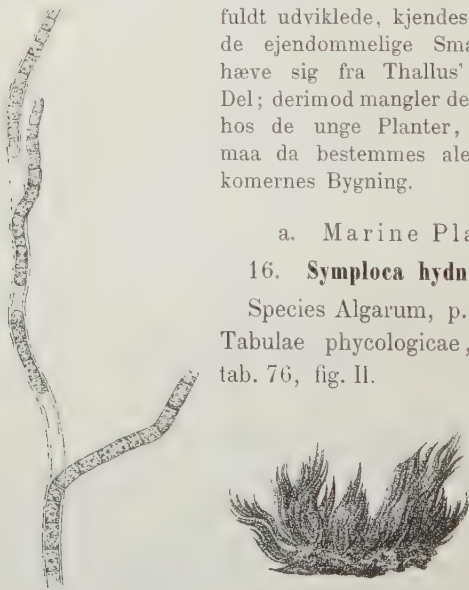 fuldt udviklede, kjendes
de ejendommelige Sma
hæve sig fra Thallus'
Del; derimod mangler de
hos de unge Planter,
maa da bestemmes ale
komernes Bygning.
a. Marine Pla
16. Symploca hydn
Species Algarum, p.
Tabulae phycologicae,
tab. 76, fig. II.